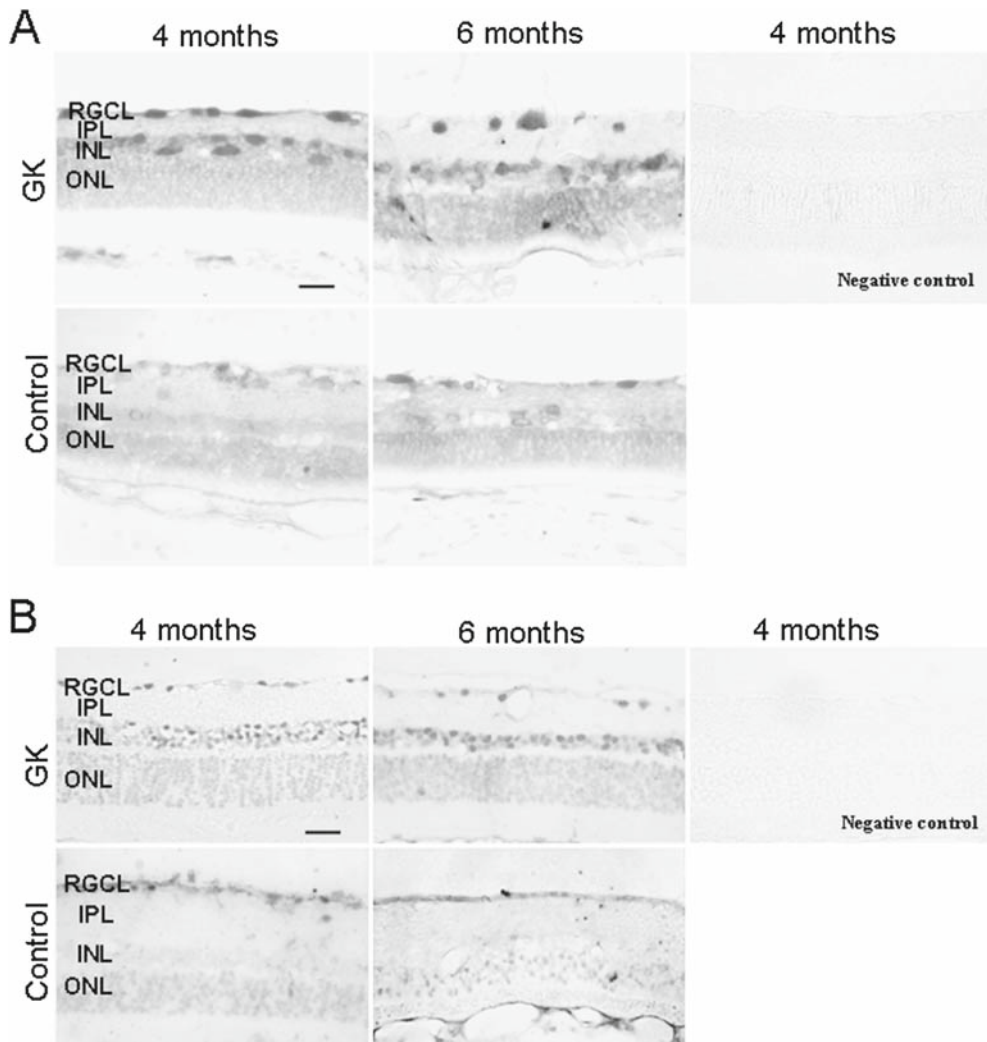 A
4 months 6 months 4 months
GK
RGCL
IPL
INL
ONL
Negative control
Control
RGCL
IPL
INL
ONL
B
4 months 6 months 4 months
GK
RGCL
IPL
INL
ONL
Negative control
Control
RGCL
IPL
INL
ONL